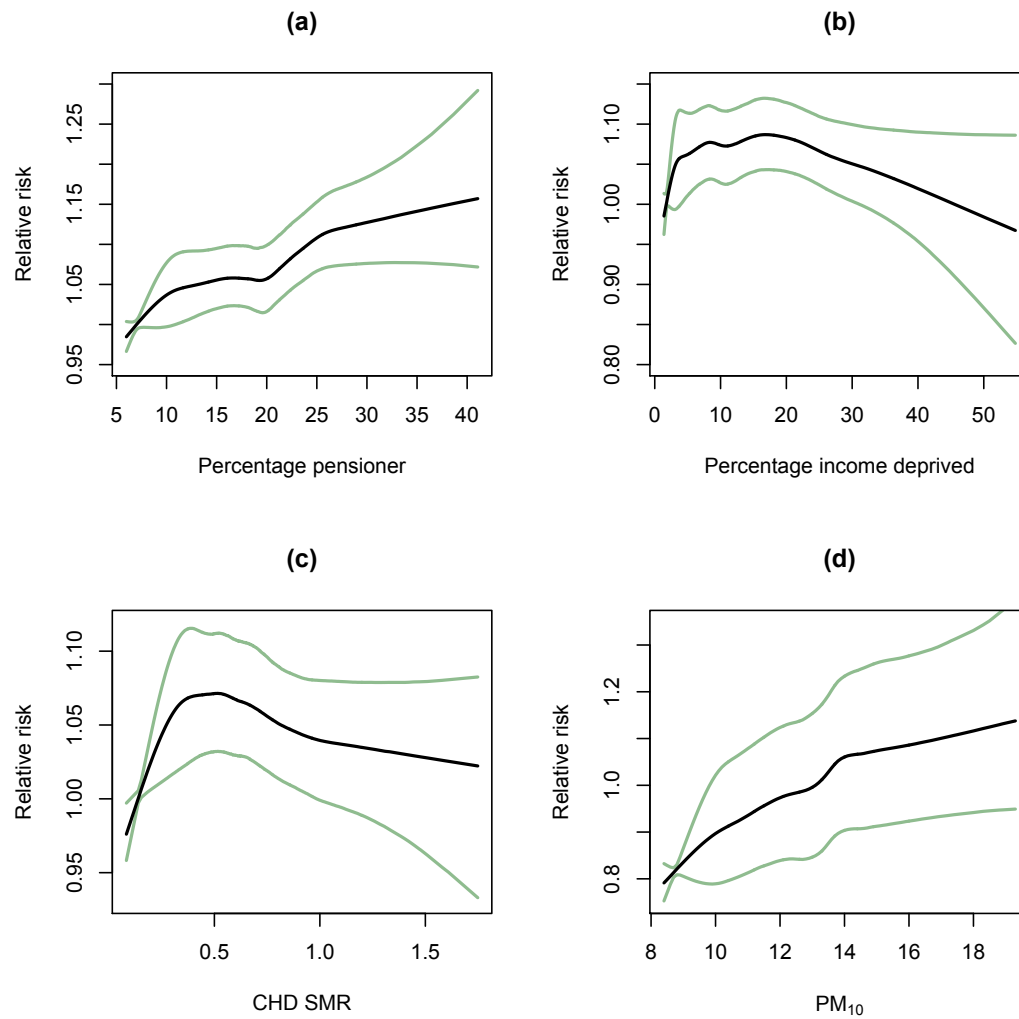 (a)
Relative risk
0.95 1.05 1.15 1.25
5 10 15 20 25 30 35 40
Percentage pensioner
(b)
Relative risk
0.80 0.90 1.00 1.10
0 10 20 30 40 50
Percentage income deprived
(c)
Relative risk
0.95 1.00 1.05 1.10
0.5 1.0 1.5
CHD SMR
(d)
Relative risk
0.8 1.0 1.2
8 10 12 14 16 18
PM₁₀